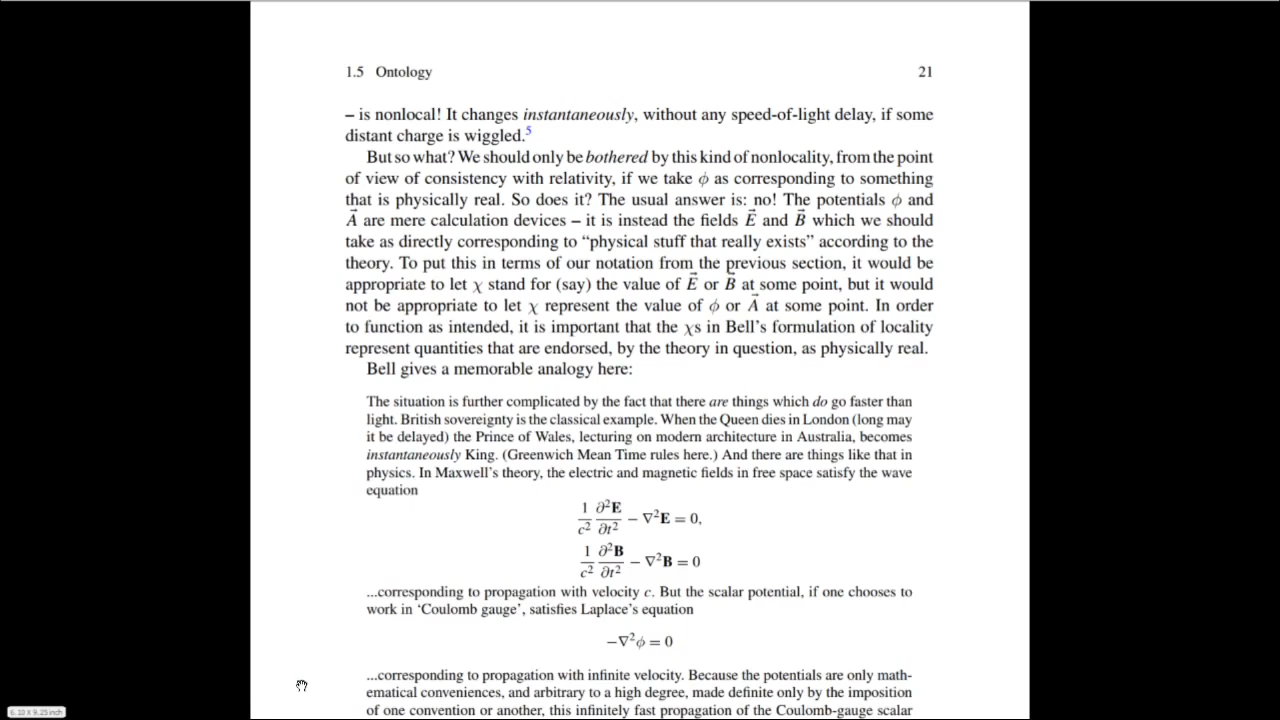 1.5 Ontology 21
– is nonlocal! It changes instantaneously, without any speed-of-light delay, if some
distant charge is wiggled.5
But so what? We should only be bothered by this kind of nonlocality, from the point
of view of consistency with relativity, if we take ϕ as corresponding to something
that is physically real. So does it? The usual answer is: no! The potentials ϕ and
A⃗ are mere calculation devices – it is instead the fields E⃗ and B⃗ which we should
take as directly corresponding to “physical stuff that really exists” according to the
theory. To put this in terms of our notation from the previous section, it would be
appropriate to let χ stand for (say) the value of E⃗ or B⃗ at some point, but it would
not be appropriate to let χ represent the value of ϕ or A⃗ at some point. In order
to function as intended, it is important that the χs in Bell’s formulation of locality
represent quantities that are endorsed, by the theory in question, as physically real.
Bell gives a memorable analogy here:
The situation is further complicated by the fact that there are things which do go faster than
light. British sovereignty is the classical example. When the Queen dies in London (long may
it be delayed) the Prince of Wales, lecturing on modern architecture in Australia, becomes
instantaneously King. (Greenwich Mean Time rules here.) And there are things like that in
physics. In Maxwell’s theory, the electric and magnetic fields in free space satisfy the wave
equation
1/c² ∂²E/∂t² − ∇²E = 0,
1/c² ∂²B/∂t² − ∇²B = 0
...corresponding to propagation with velocity c. But the scalar potential, if one chooses to
work in ‘Coulomb gauge’, satisfies Laplace’s equation
−∇²ϕ = 0
...corresponding to propagation with infinite velocity. Because the potentials are only math-
ematical conveniences, and arbitrary to a high degree, made definite only by the imposition
of one convention or another, this infinitely fast propagation of the Coulomb-gauge scalar
6.10 x 9.25 inch